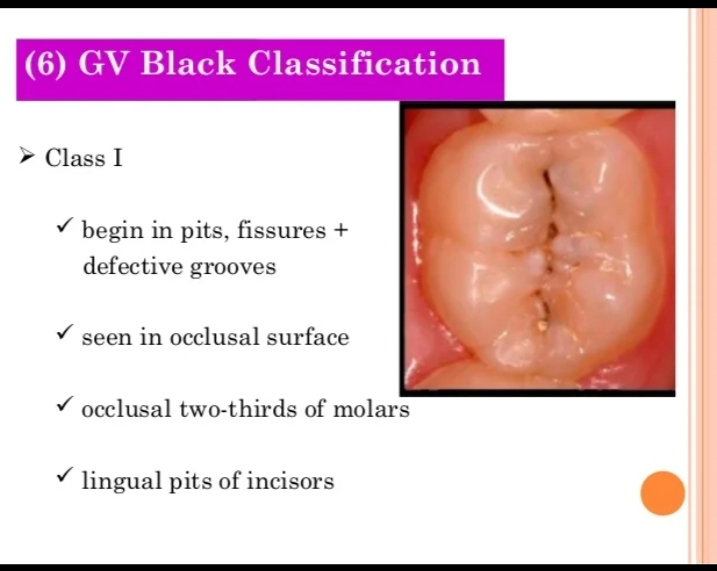 (6) GV Black Classification
➢ Class I
✓ begin in pits, fissures +
defective grooves
✓ seen in occlusal surface
✓ occlusal two-thirds of molars
✓ lingual pits of incisors